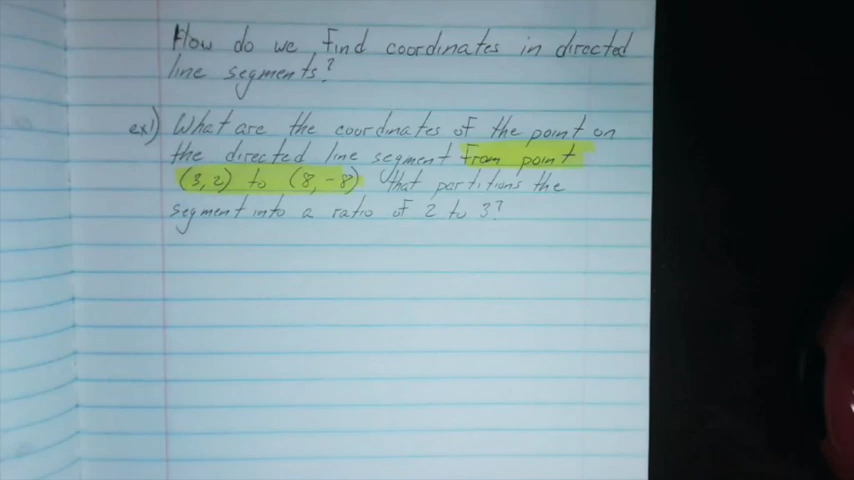 How do we find coordinates in directed
line segments?
ex1) What are the coordinates of the point on
the directed line segment from point
(3,2) to (8,-8) that partitions the
segment into a ratio of 2 to 3?